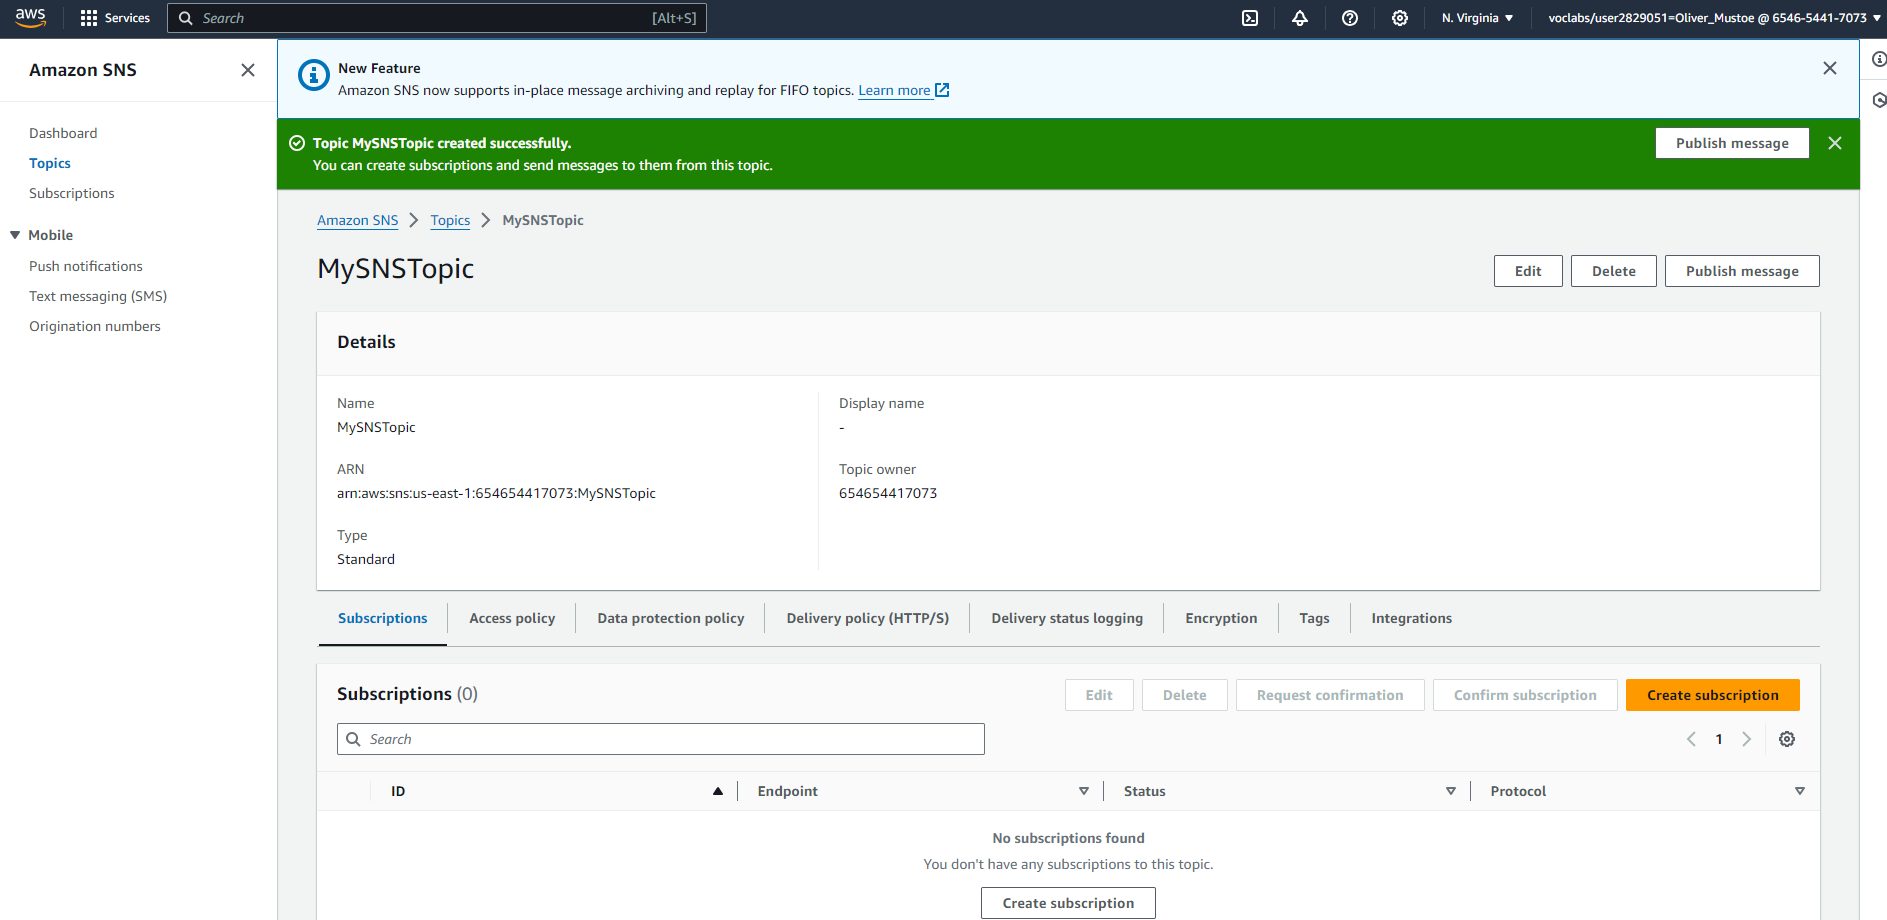 aws
Services
Search
[Alt+S]
N. Virginia
voclabs/user2829051=Oliver_Mustoe @ 6546-5441-7073
Amazon SNS
Dashboard
Topics
Subscriptions
Mobile
Push notifications
Text messaging (SMS)
Origination numbers
New Feature
Amazon SNS now supports in-place message archiving and replay for FIFO topics. Learn more
Topic MySNSTopic created successfully.
You can create subscriptions and send messages to them from this topic.
Publish message
Amazon SNS Topics MySNSTopic
MySNSTopic
Edit Delete Publish message
Details
Name
MySNSTopic
ARN
arn:aws:sns:us-east-1:654654417073:MySNSTopic
Type
Standard
Display name
-
Topic owner
654654417073
Subscriptions Access policy Data protection policy Delivery policy (HTTP/S) Delivery status logging Encryption Tags Integrations
Subscriptions (0)
Edit Delete Request confirmation Confirm subscription Create subscription
Search
1
ID Endpoint Status Protocol
No subscriptions found
You don't have any subscriptions to this topic.
Create subscription